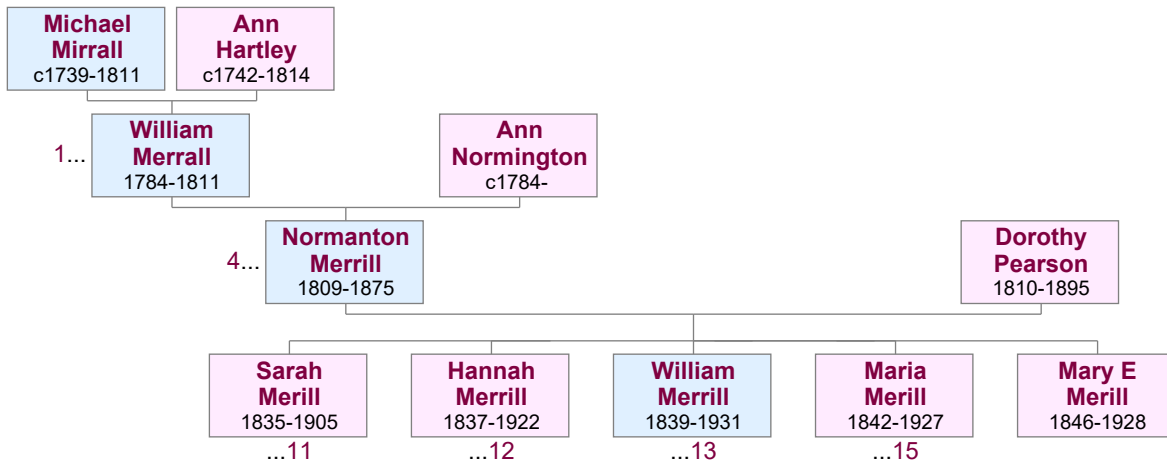 Michael
Mirrall
c1739-1811
Ann
Hartley
c1742-1814
1...
William
Merrall
1784-1811
Ann
Normington
c1784-
4...
Normanton
Merrill
1809-1875
Dorothy
Pearson
1810-1895
Sarah
Merill
1835-1905
Hannah
Merrill
1837-1922
William
Merrill
1839-1931
Maria
Merill
1842-1927
Mary E
Merill
1846-1928
...11
...12
...13
...15